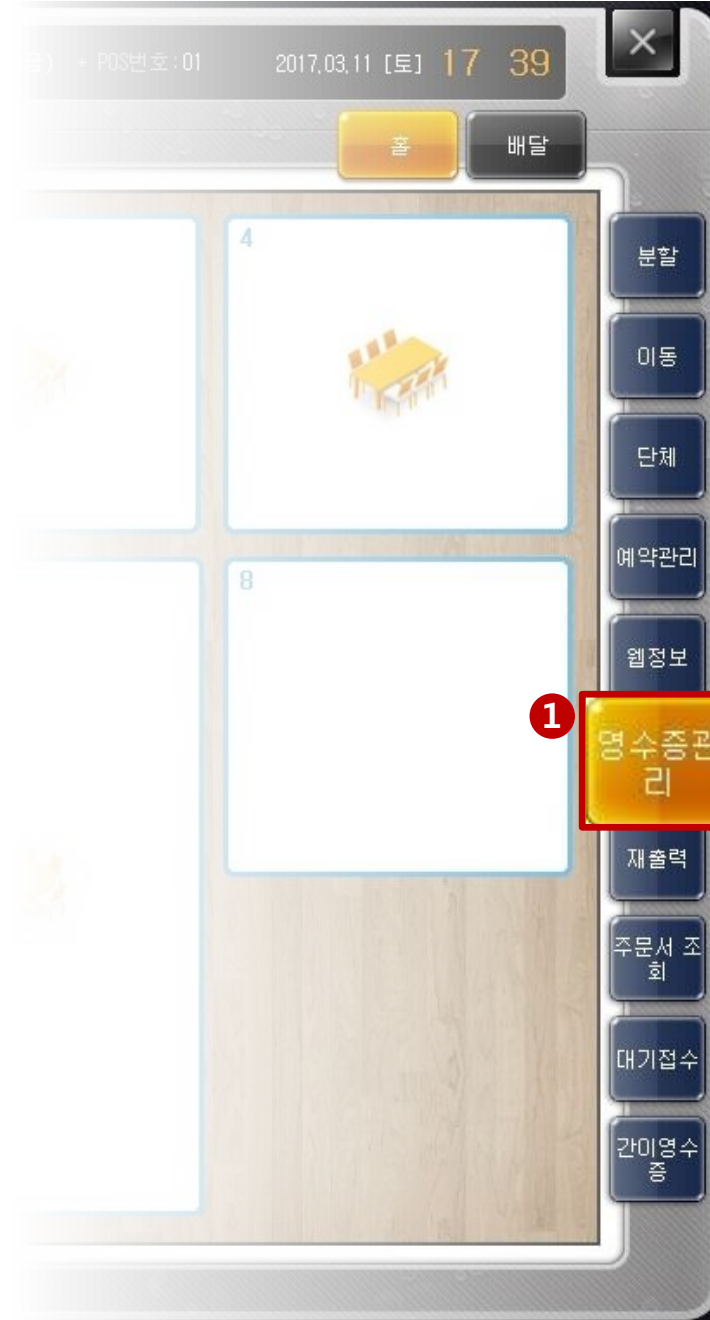 + POS번호:01 2017,03,11 [토] 17 39
홀 배달
4
분할
이동
단체
예약관리
8
웹정보
1
영수증관
리
재출력
주문서 조
회
대기접수
간이영수
증